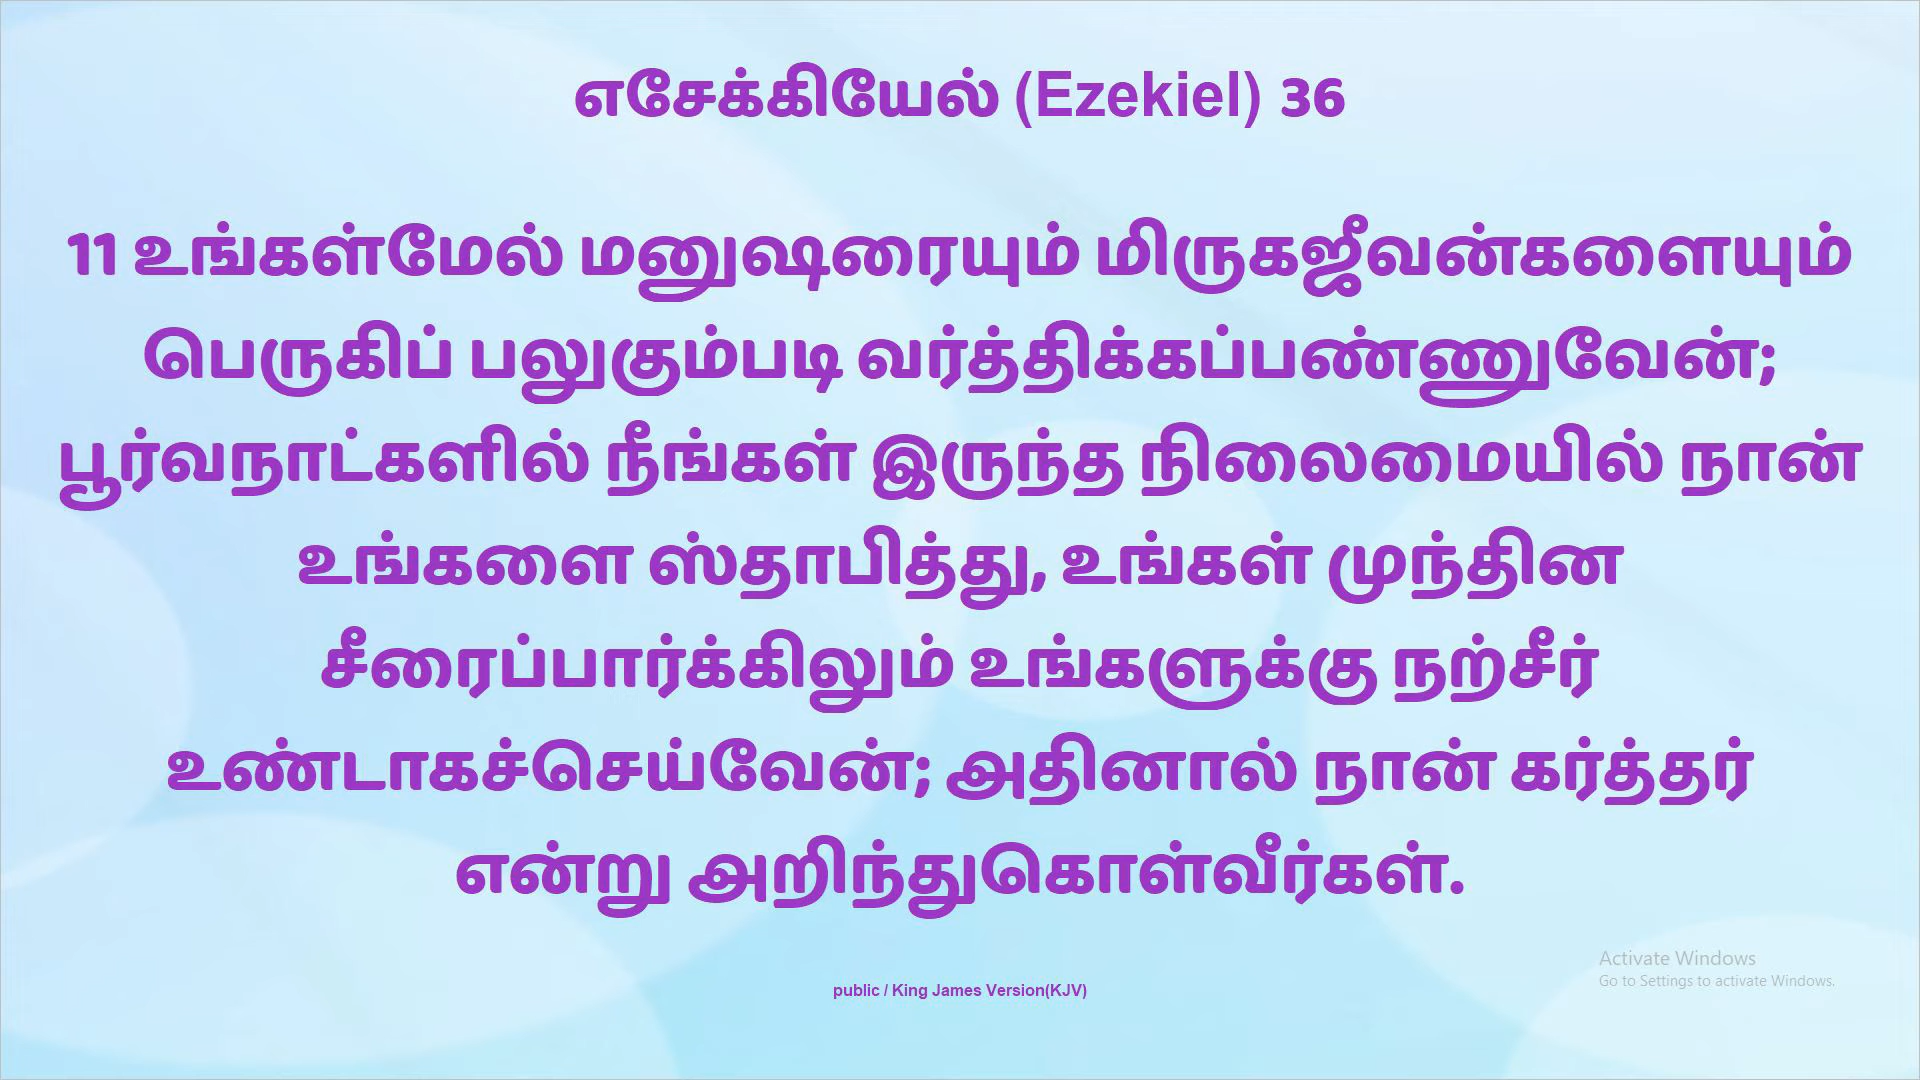 எசேக்கியேல் (Ezekiel) 36
11 உங்கள்மேல் மனுஷரையும் மிருகஜீவன்களையும்
பெருகிப் பலுகும்படி வர்த்திக்கப்பண்ணுவேன்;
பூர்வநாட்களில் நீங்கள் இருந்த நிலைமையில் நான்
உங்களை ஸ்தாபித்து, உங்கள் முந்தின
சீரைப்பார்க்கிலும் உங்களுக்கு நற்சீர்
உண்டாகச்செய்வேன்; அதினால் நான் கர்த்தர்
என்று அறிந்துகொள்வீர்கள்.
Activate Windows
Go to Settings to activate Windows.
public / King James Version(KJV)